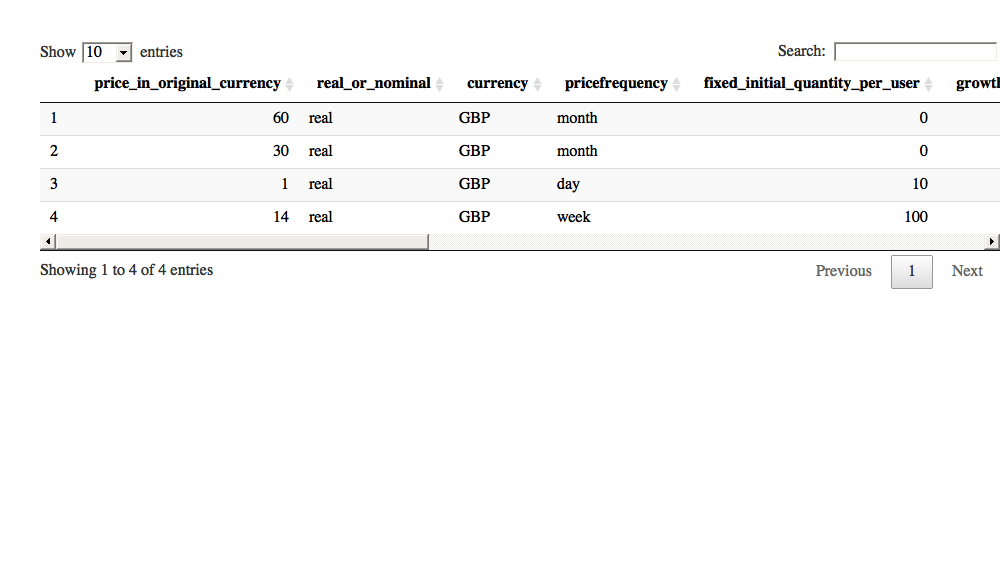 Show 10 entries Search:
price_in_original_currency real_or_nominal currency pricefrequency fixed_initial_quantity_per_user growth
1 60 real GBP month 0
2 30 real GBP month 0
3 1 real GBP day 10
4 14 real GBP week 100
Showing 1 to 4 of 4 entries Previous 1 Next